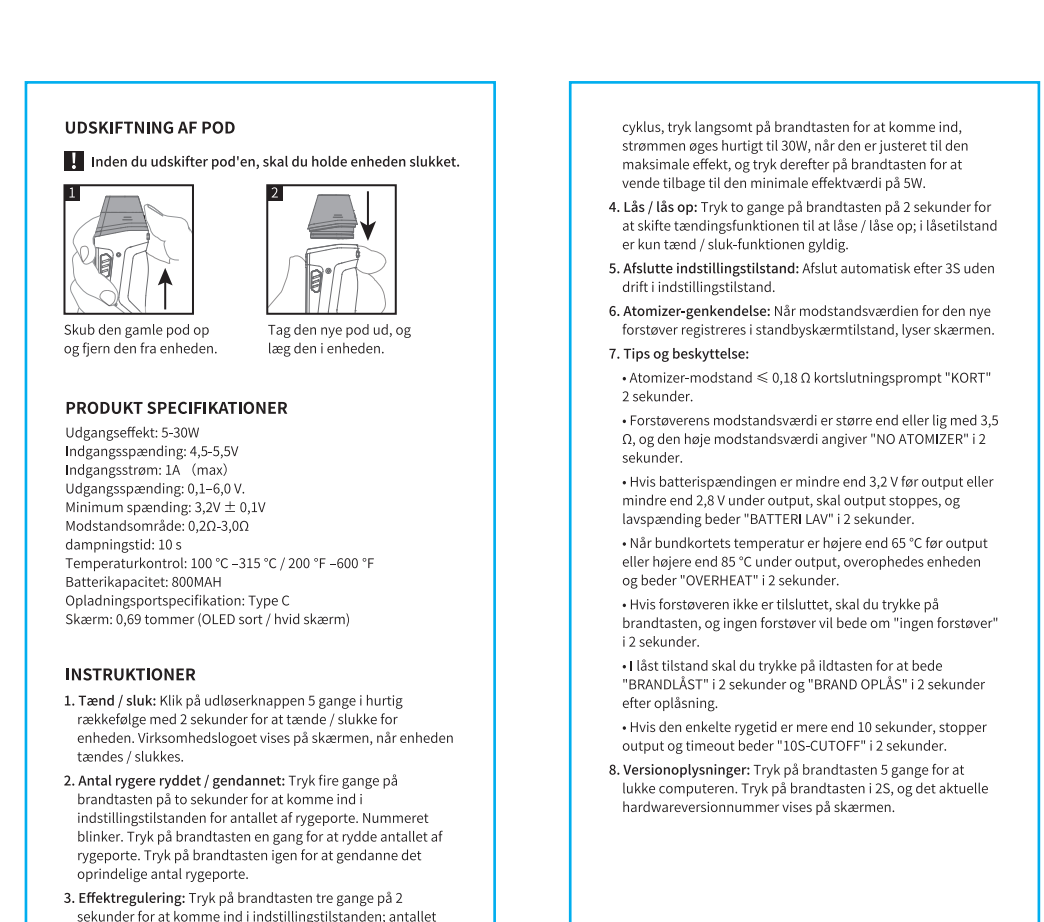 UDSKIFTNING AF POD
! Inden du udskifter pod'en, skal du holde enheden slukket.
1
2
Skub den gamle pod op
og fjern den fra enheden.
Tag den nye pod ud, og
læg den i enheden.
PRODUKT SPECIFIKATIONER
Udgangseffekt: 5-30W
Indgangsspænding: 4,5-5,5V
Indgangsstrøm: 1A （max）
Udgangsspænding: 0,1–6,0 V.
Minimum spænding: 3,2V ± 0,1V
Modstandsområde: 0,2Ω-3,0Ω
dampningstid: 10 s
Temperaturkontrol: 100 °C –315 °C / 200 °F –600 °F
Batterikapacitet: 800MAH
Opladningsportspecifikation: Type C
Skærm: 0,69 tommer (OLED sort / hvid skærm)
INSTRUKTIONER
1. Tænd / sluk: Klik på udløserknappen 5 gange i hurtig
rækkefølge med 2 sekunder for at tænde / slukke for
enheden. Virksomhedslogoet vises på skærmen, når enheden
tændes / slukkes.
2. Antal rygere ryddet / gendannet: Tryk fire gange på
brandtasten på to sekunder for at komme ind i
indstillingstilstanden for antallet af rygeporte. Nummeret
blinker. Tryk på brandtasten en gang for at rydde antallet af
rygeporte. Tryk på brandtasten igen for at gendanne det
oprindelige antal rygeporte.
3. Effektregulering: Tryk på brandtasten tre gange på 2
sekunder for at komme ind i indstillingstilstanden; antallet
cyklus, tryk langsomt på brandtasten for at komme ind,
strømmen øges hurtigt til 30W, når den er justeret til den
maksimale effekt, og tryk derefter på brandtasten for at
vende tilbage til den minimale effektværdi på 5W.
4. Lås / lås op: Tryk to gange på brandtasten på 2 sekunder for
at skifte tændingsfunktionen til at låse / låse op; i låsetilstand
er kun tænd / sluk-funktionen gyldig.
5. Afslutte indstillingstilstand: Afslut automatisk efter 3S uden
drift i indstillingstilstand.
6. Atomizer-genkendelse: Når modstandsværdien for den nye
forstøver registreres i standbyskærmtilstand, lyser skærmen.
7. Tips og beskyttelse:
• Atomizer-modstand ⩽ 0,18 Ω kortslutningsprompt "KORT"
2 sekunder.
• Forstøverens modstandsværdi er større end eller lig med 3,5
Ω, og den høje modstandsværdi angiver "NO ATOMIZER" i 2
sekunder.
• Hvis batterispændingen er mindre end 3,2 V før output eller
mindre end 2,8 V under output, skal output stoppes, og
lavspænding beder "BATTERI LAV" i 2 sekunder.
• Når bundkortets temperatur er højere end 65 °C før output
eller højere end 85 °C under output, overophedes enheden
og beder "OVERHEAT" i 2 sekunder.
• Hvis forstøveren ikke er tilsluttet, skal du trykke på
brandtasten, og ingen forstøver vil bede om "ingen forstøver"
i 2 sekunder.
• I låst tilstand skal du trykke på ildtasten for at bede
"BRANDLÅST" i 2 sekunder og "BRAND OPLÅS" i 2 sekunder
efter oplåsning.
• Hvis den enkelte rygetid er mere end 10 sekunder, stopper
output og timeout beder "10S-CUTOFF" i 2 sekunder.
8. Versionoplysninger: Tryk på brandtasten 5 gange for at
lukke computeren. Tryk på brandtasten i 2S, og det aktuelle
hardwareversionnummer vises på skærmen.